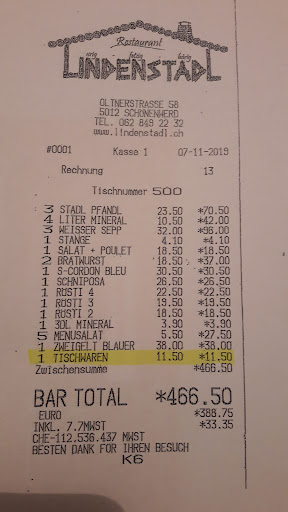 Restaurant
urig feltig bärig
LINDENSTADL
OLTNERSTRASSE 58
5012 SCHÖNENWERD
TEL. 062 849 22 32
www.lindenstadl.ch
#0001 Kasse 1 07-11-2019
Rechnung 13
Tischnummer 500
3 STADL PFANDL 23.50 *70.50
4 LITER MINERAL 10.50 *42.00
3 WEISSER SEPP 32.00 *96.00
1 STANGE 4.10 *4.10
1 SALAT + POULET 18.50 *18.50
2 BRATWURST 18.50 *37.00
1 S-CORDON BLEU 30.50 *30.50
1 SCHNIPOSA 26.50 *26.50
1 RÖSTI 4 22.50 *22.50
1 RÖSTI 3 19.50 *19.50
1 RÖSTI 2 18.50 *18.50
1 3DL MINERAL 3.90 *3.90
5 MENUSALAT 5.50 *27.50
1 ZWEIGELT BLAUER 38.00 *38.00
1 TISCHWAREN 11.50 *11.50
Zwischensumme *466.50
BAR TOTAL *466.50
EURO *388.75
INKL. 7.7MWST *33.35
CHE-112.536.437 MWST
BESTEN DANK FÜR IHREN BESUCH
K6